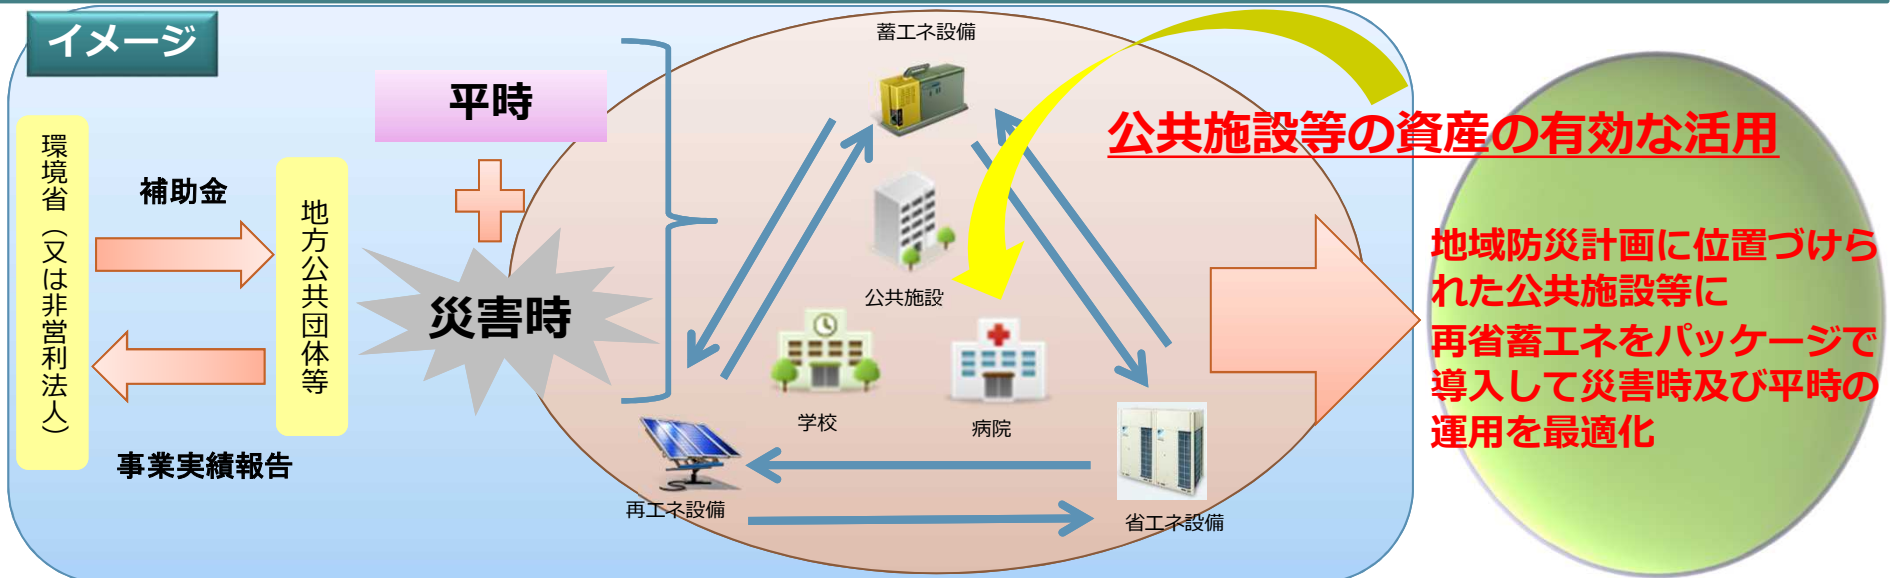 イメージ
環境省（又は非営利法人）
補助金
事業実績報告
地方公共団体等
平時
災害時
蓄エネ設備
公共施設
学校
病院
再エネ設備
省エネ設備
公共施設等の資産の有効な活用
地域防災計画に位置づけら
れた公共施設等に
再省蓄エネをパッケージで
導入して災害時及び平時の
運用を最適化